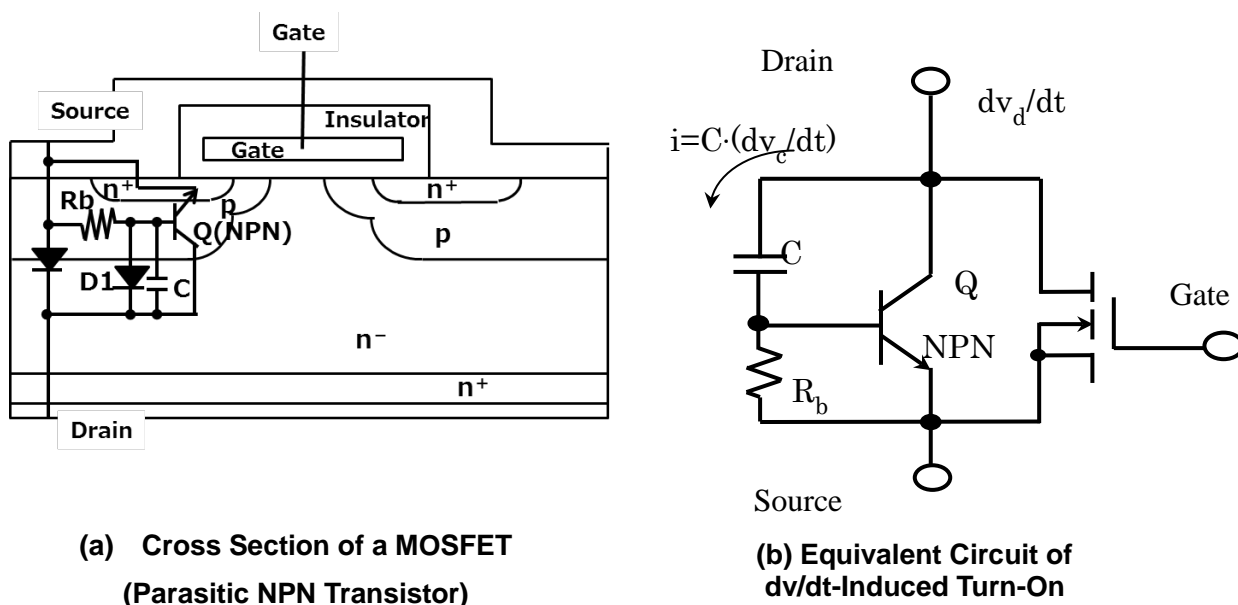 Gate
Source
Insulator
Gate
n⁺
n⁺
Rb
p
Q(NPN)
p
D1
C
n⁻
n⁺
Drain
(a) Cross Section of a MOSFET
(Parasitic NPN Transistor)
Drain
dv_d/dt
i=C·(dv_c/dt)
C
Q
Gate
NPN
R_b
Source
(b) Equivalent Circuit of
dv/dt-Induced Turn-On